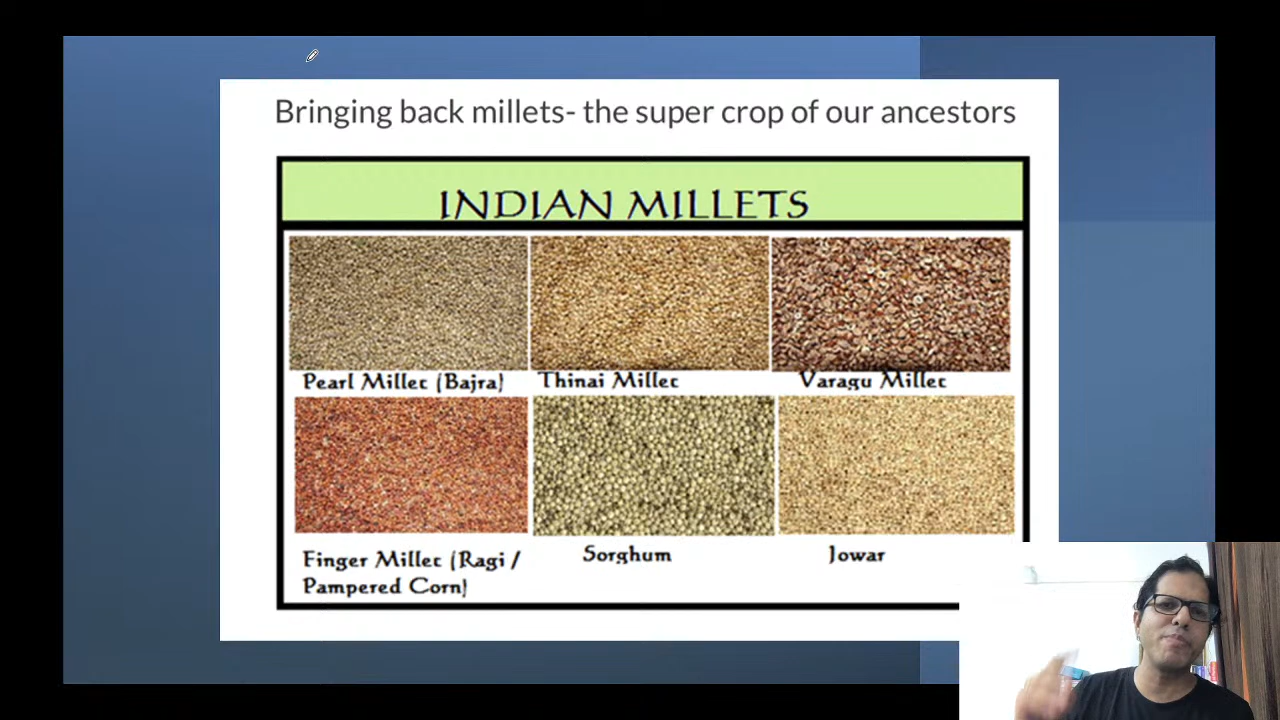 Bringing back millets- the super crop of our ancestors
INDIAN MILLETS
Pearl Millet (Bajra)
Thinai Millet
Varagu Millet
Finger Millet (Ragi /
Pampered Corn)
Sorghum
Jowar